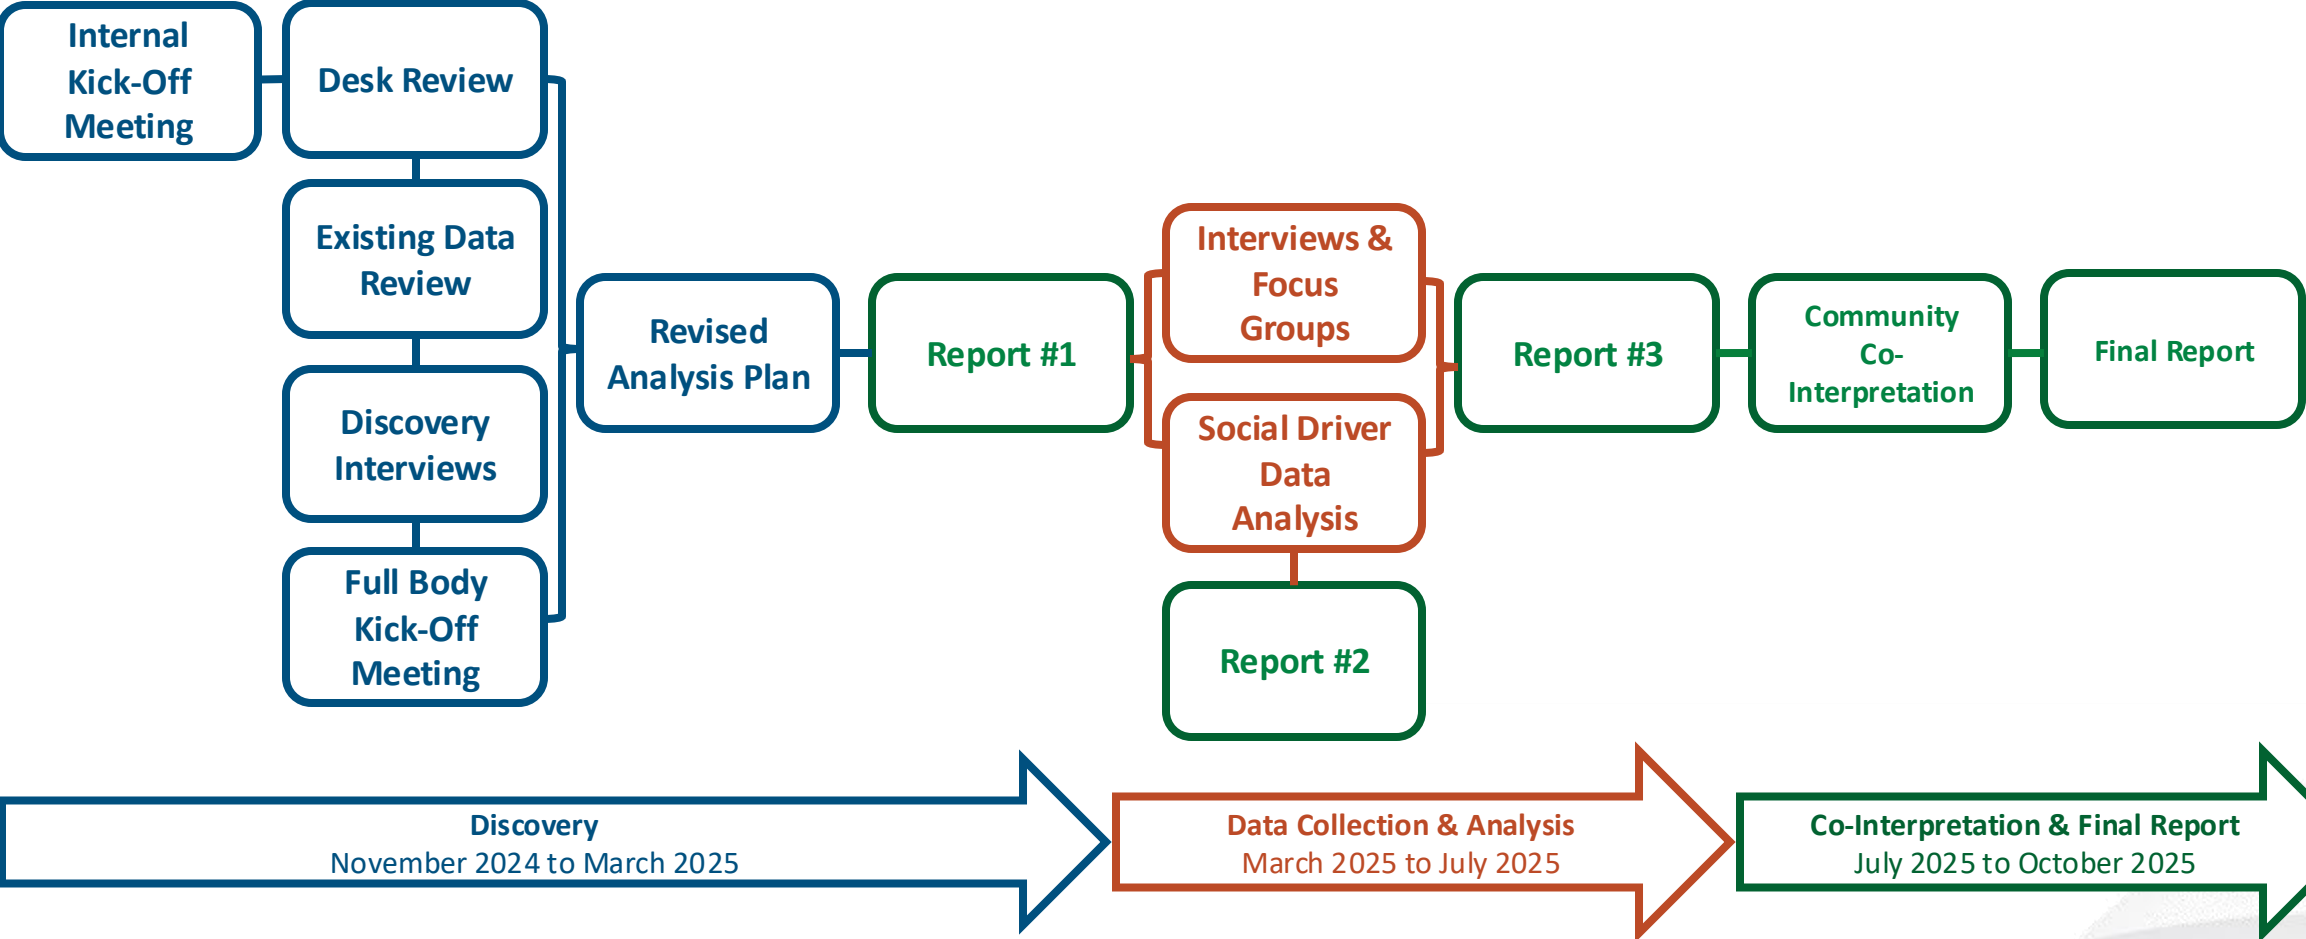 Internal
Kick-Off
Meeting
Desk Review
Existing Data
Review
Discovery
Interviews
Full Body
Kick-Off
Meeting
Revised
Analysis Plan
Report #1
Interviews &
Focus
Groups
Social Driver
Data
Analysis
Report #2
Report #3
Community
Co-
Interpretation
Final Report
Discovery
November 2024 to March 2025
Data Collection & Analysis
March 2025 to July 2025
Co-Interpretation & Final Report
July 2025 to October 2025